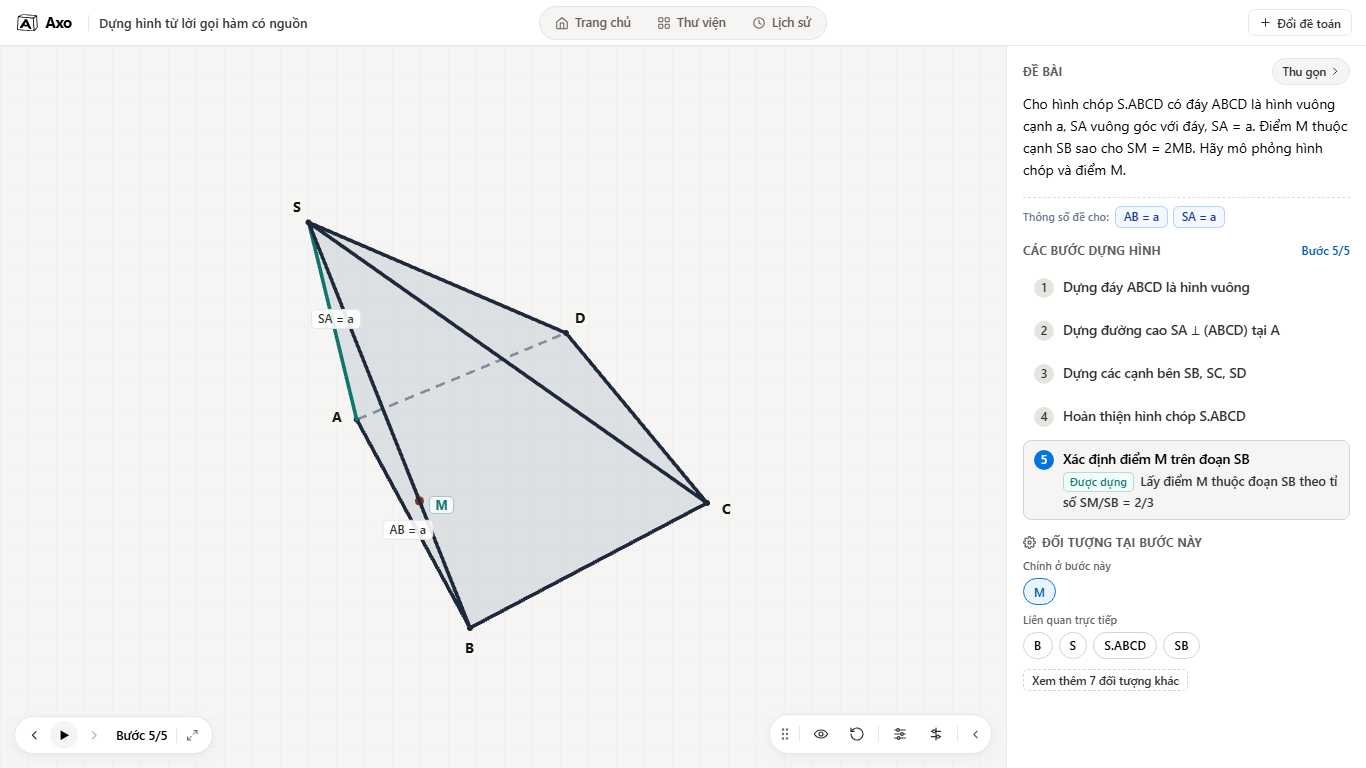 Axo
Dựng hình từ lời gọi hàm có nguồn
Trang chủ
Thư viện
Lịch sử
Đổi đề toán
ĐỀ BÀI
Thu gọn
Cho hình chóp S.ABCD có đáy ABCD là hình vuông
cạnh a, SA vuông góc với đáy, SA = a. Điểm M thuộc
cạnh SB sao cho SM = 2MB. Hãy mô phỏng hình
chóp và điểm M.
Thông số đề cho:
AB = a
SA = a
CÁC BƯỚC DỰNG HÌNH
Bước 5/5
1
Dựng đáy ABCD là hình vuông
2
Dựng đường cao SA ⊥ (ABCD) tại A
3
Dựng các cạnh bên SB, SC, SD
4
Hoàn thiện hình chóp S.ABCD
5
Xác định điểm M trên đoạn SB
Được dựng Lấy điểm M thuộc đoạn SB theo tỉ
số SM/SB = 2/3
ĐỐI TƯỢNG TẠI BƯỚC NÀY
Chính ở bước này
M
Liên quan trực tiếp
B
S
S.ABCD
SB
Xem thêm 7 đối tượng khác
S
D
SA = a
A
M
C
AB = a
B
Bước 5/5